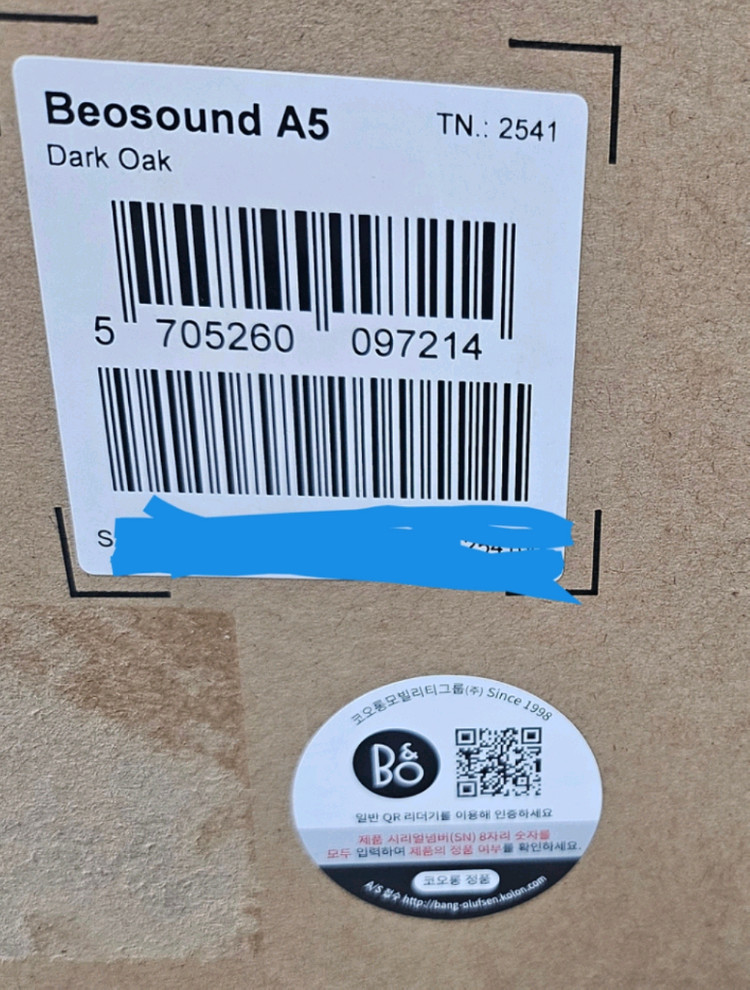 Beosound A5
TN.: 2541
Dark Oak
5 705260 097214
S
코오롱모빌리티그룹(주) Since 1998
B&O
일반 QR 리더기를 이용해 인증하세요
제품 시리얼넘버(SN) 8자리 숫자를
모두 입력하여 제품의 정품 여부를 확인하세요.
코오롱 정품
A/S 접수 http://bang-olufsen.kolon.com